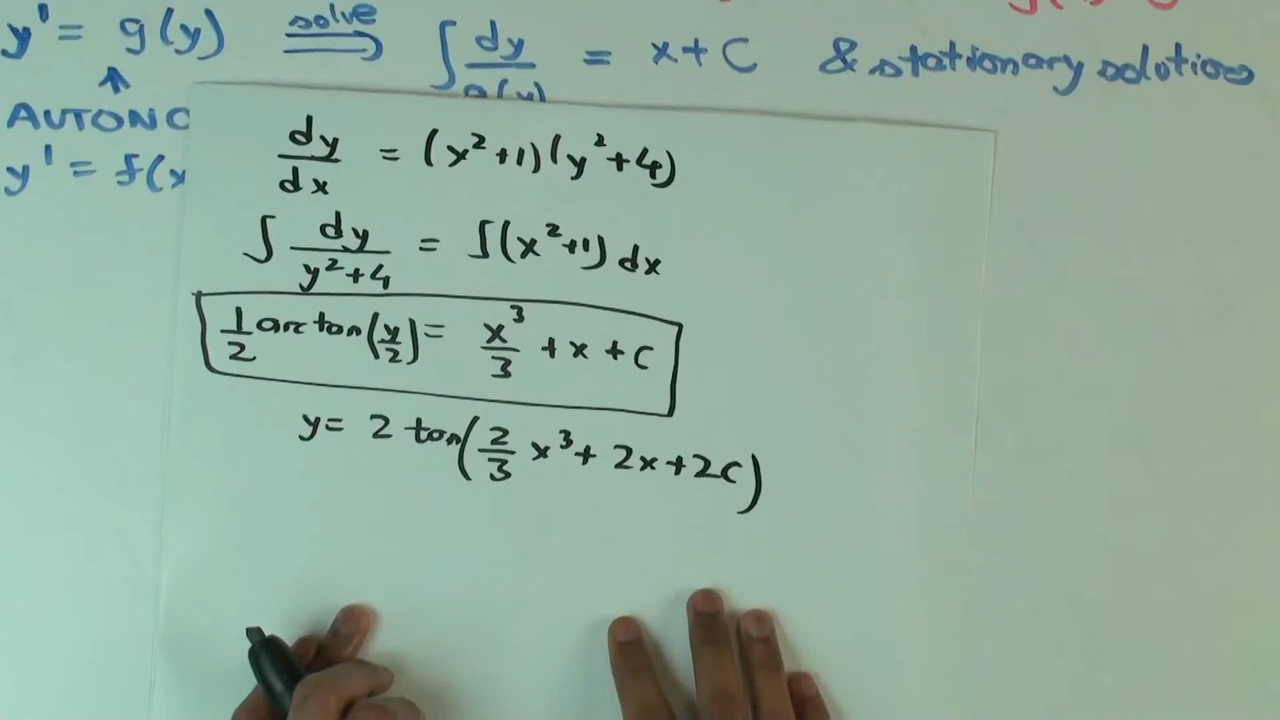 y' = g(y) solve ⟹ ∫ dy/g(y) = x + C & stationary solutions
↑
AUTONO
y' = f(x
dy/dx = (x²+1)(y²+4)
∫ dy/(y²+4) = ∫(x²+1) dx
1/2 arctan(y/2) = x³/3 + x + C
y = 2 tan(2/3 x³ + 2x + 2C)